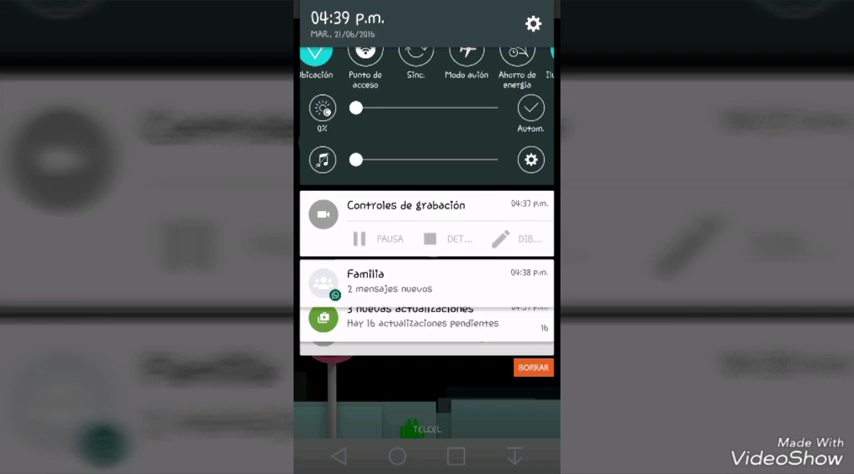 04:39 p.m.
MAR., 21/06/2016
bicación
Punto de acceso
Sinc.
Modo avión
Ahorro de energía
0%
Autom.
Controles de grabación
04:37 p.m.
PAUSA
DET...
DIB...
Familia
04:38 p.m.
2 mensajes nuevos
3 nuevas actualizaciones
Hay 16 actualizaciones pendientes
16
BORRAR
TELCEL
Made With
VideoShow